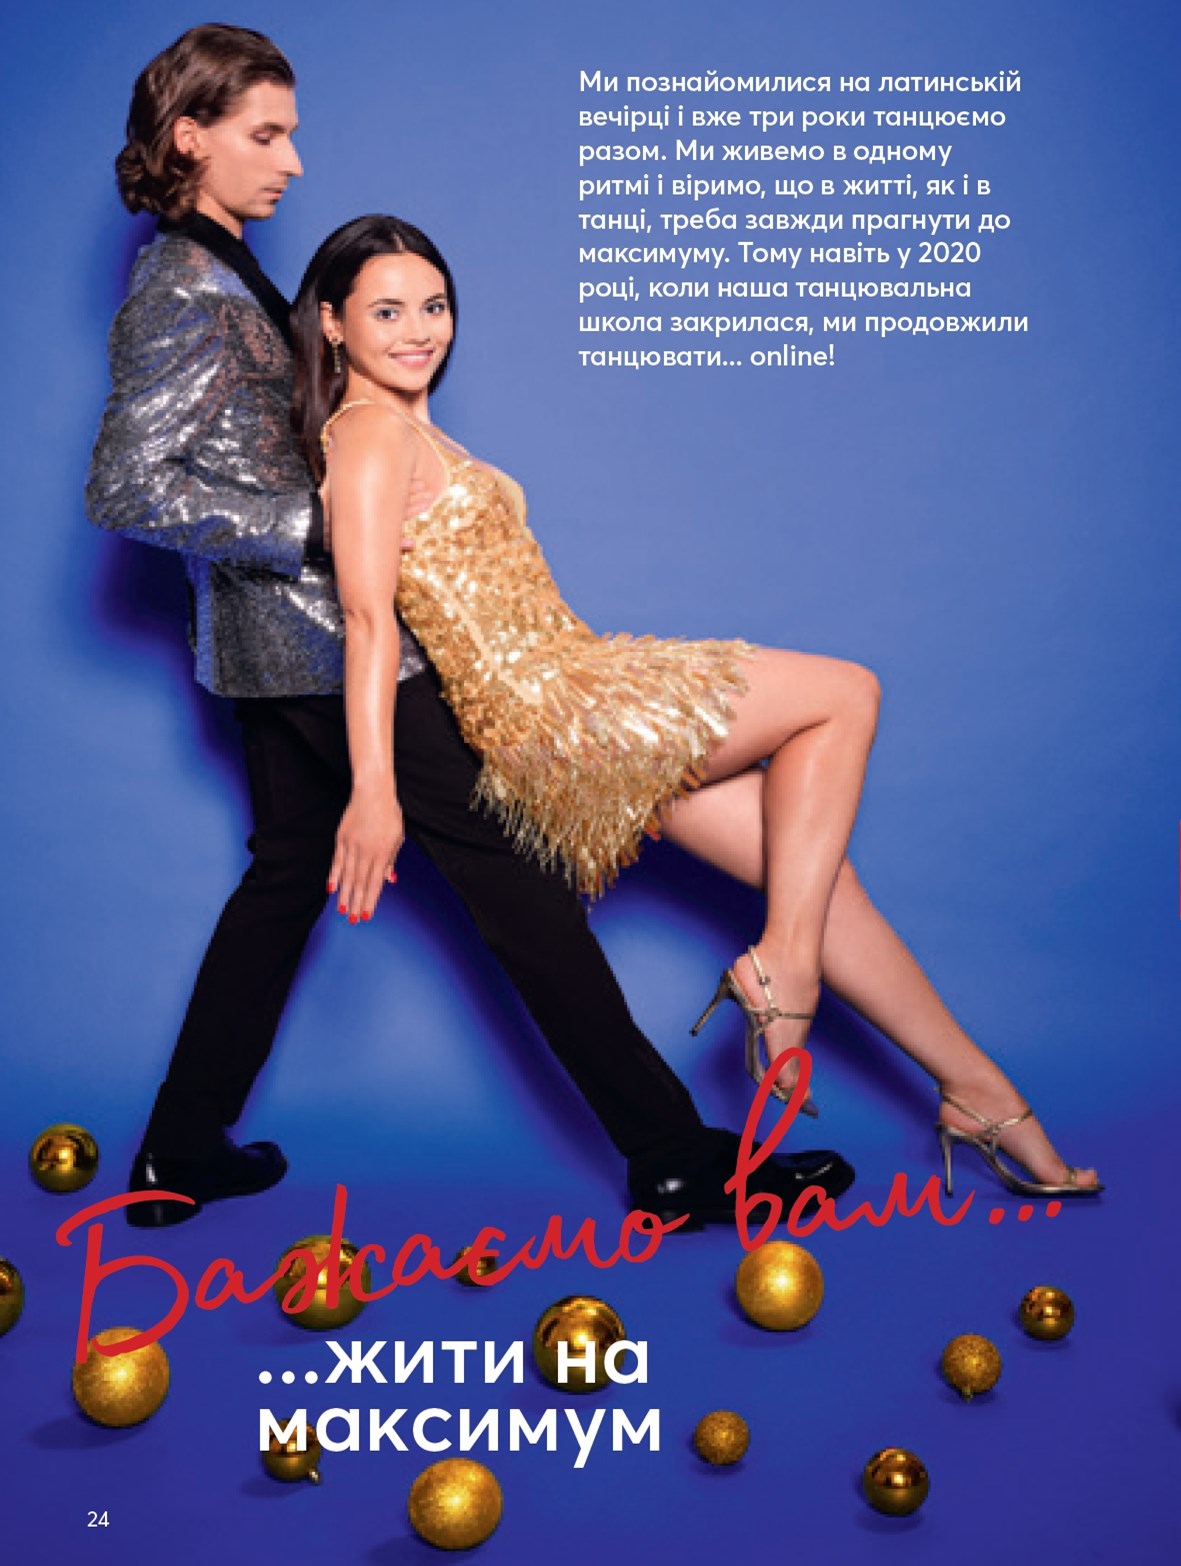 Ми познайомилися на латинській
вечірці і вже три роки танцюємо
разом. Ми живемо в одному
ритмі і віримо, що в житті, як і в
танці, треба завжди прагнути до
максимуму. Тому навіть у 2020
році, коли наша танцювальна
школа закрилася, ми продовжили
танцювати... online!
Бажаємо вам...
...жити на
максимум
24